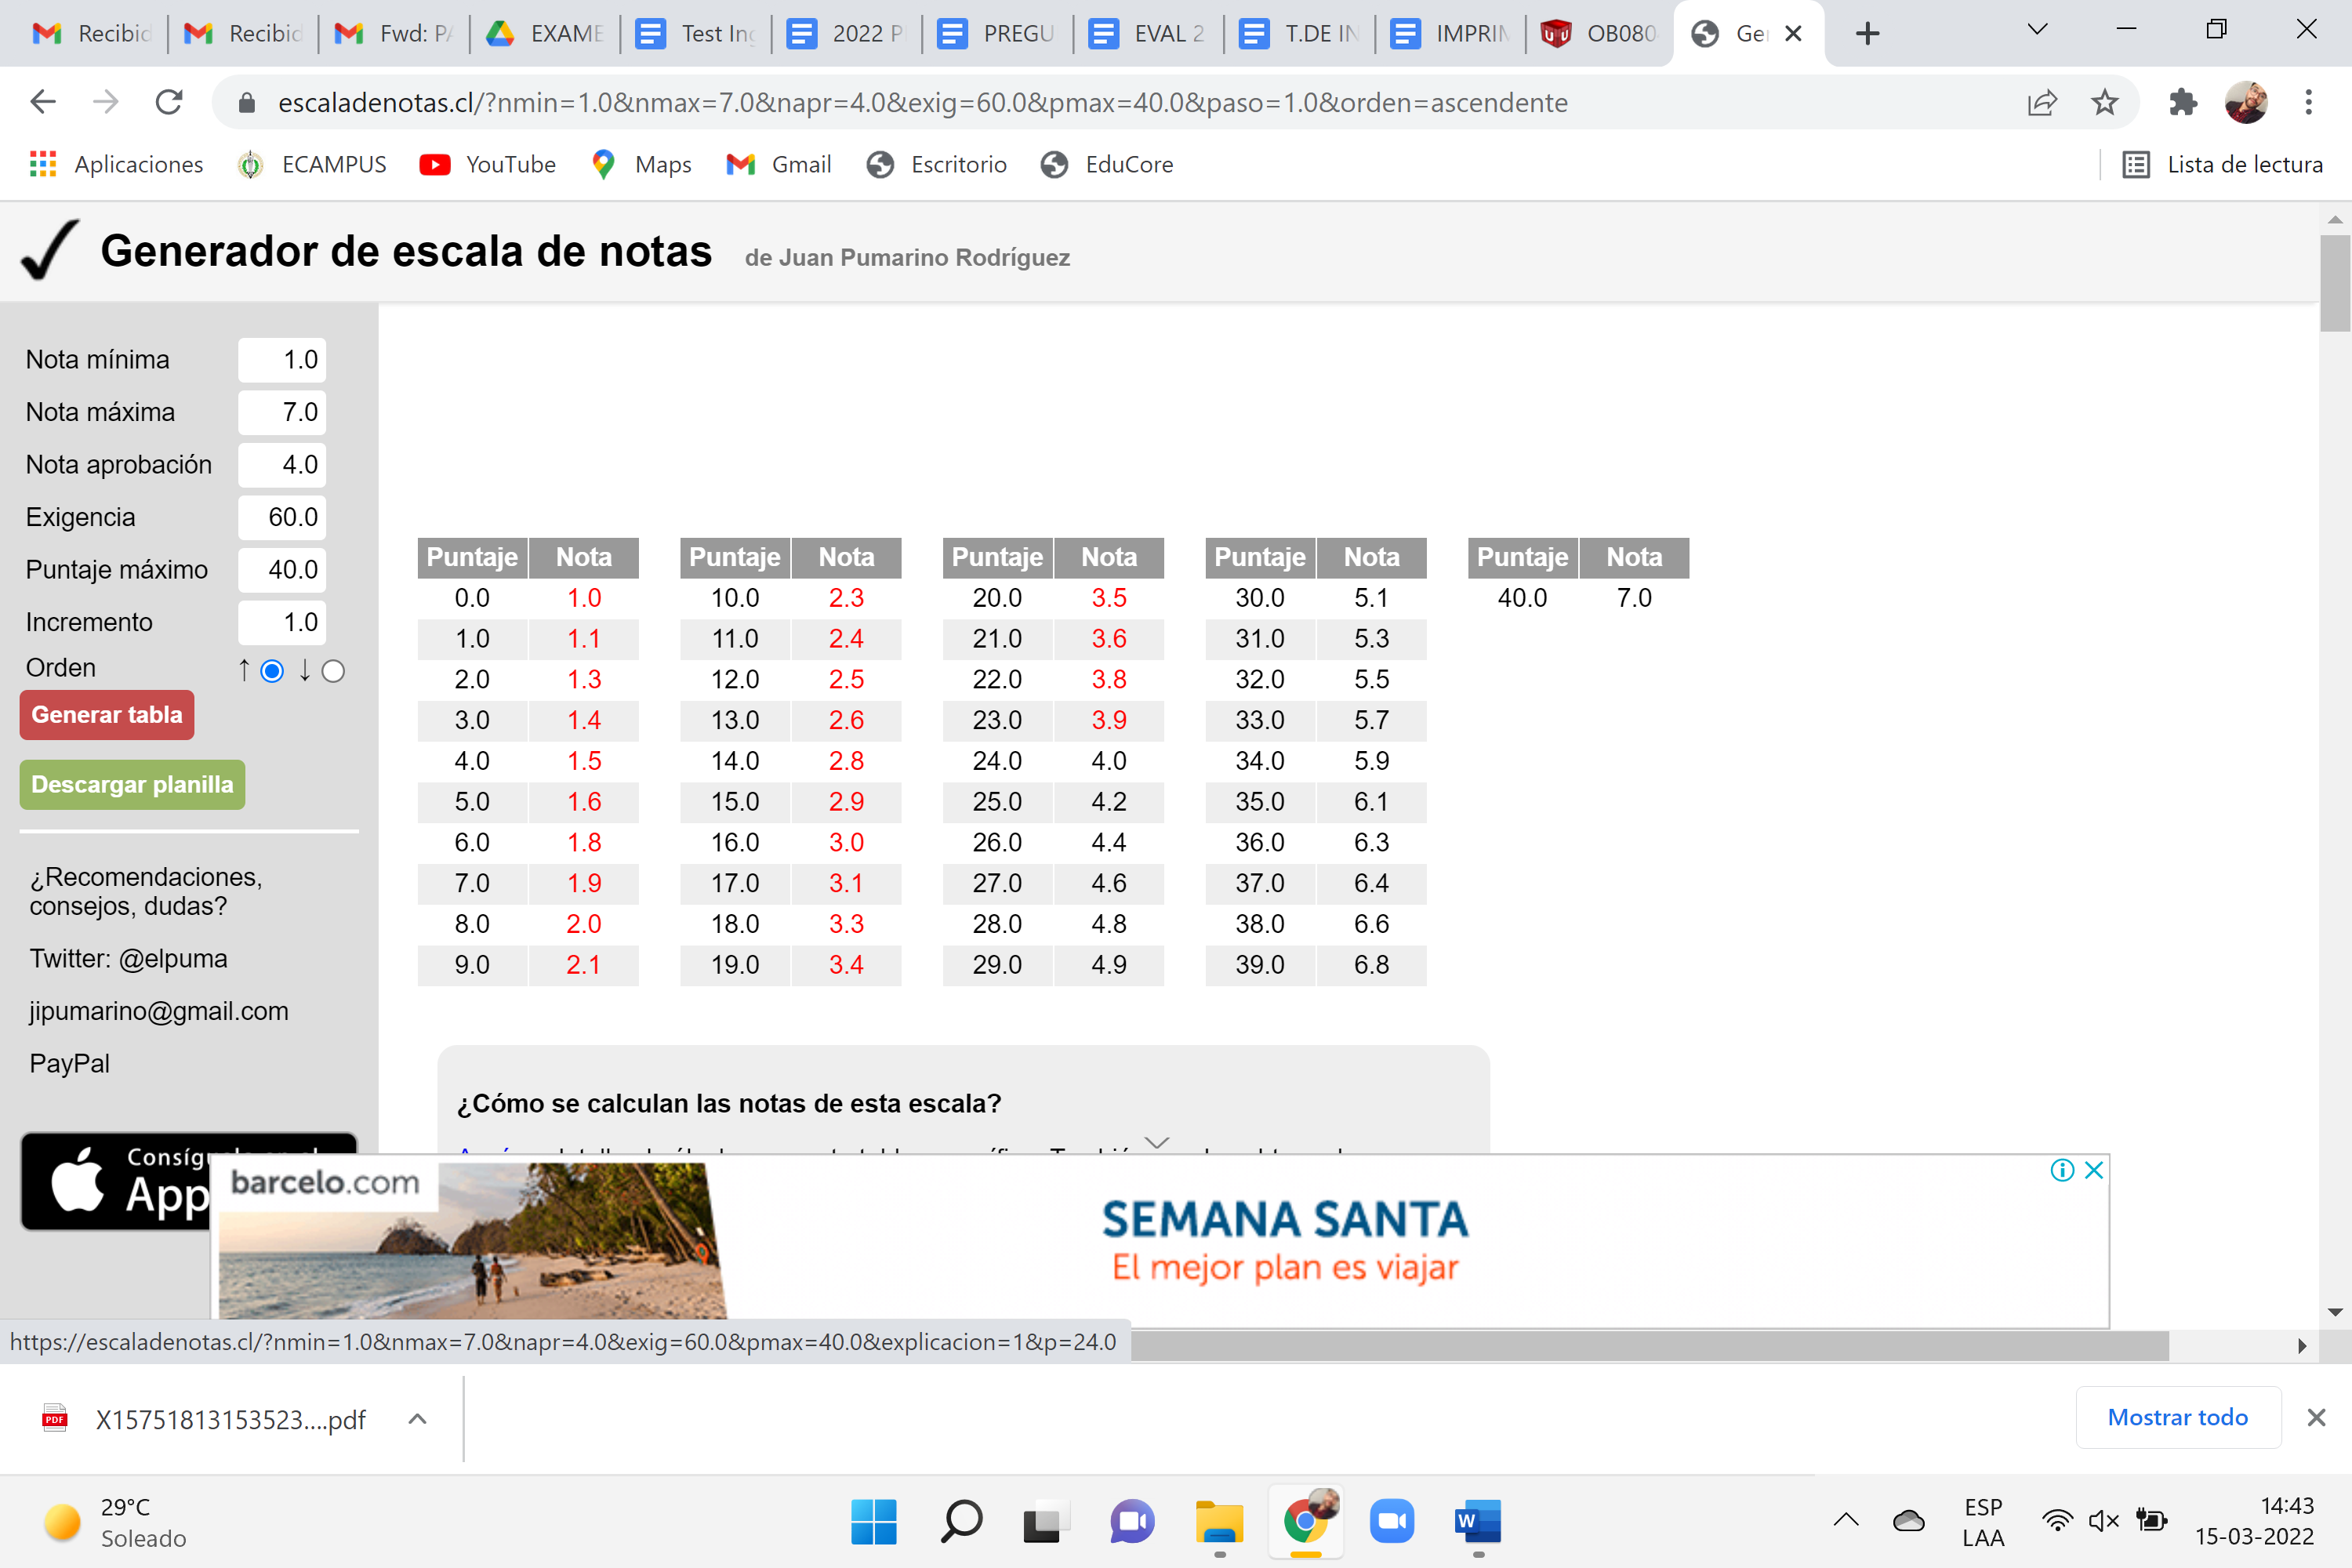 Recibid Recibid Fwd: PA EXAME Test Ing 2022 P PREGU EVAL 2 T.DE IN IMPRIM OB080 Ge
escaladenotas.cl/?nmin=1.0&nmax=7.0&napr=4.0&exig=60.0&pmax=40.0&paso=1.0&orden=ascendente
Aplicaciones ECAMPUS YouTube Maps Gmail Escritorio EduCore Lista de lectura
Generador de escala de notas de Juan Pumarino Rodríguez
Nota mínima 1.0
Nota máxima 7.0
Nota aprobación 4.0
Exigencia 60.0
Puntaje máximo 40.0
Incremento 1.0
Orden ↑ ↓
Generar tabla
Descargar planilla
¿Recomendaciones,
consejos, dudas?
Twitter: @elpuma
jipumarino@gmail.com
PayPal
Puntaje Nota Puntaje Nota Puntaje Nota Puntaje Nota Puntaje Nota
0.0 1.0 10.0 2.3 20.0 3.5 30.0 5.1 40.0 7.0
1.0 1.1 11.0 2.4 21.0 3.6 31.0 5.3
2.0 1.3 12.0 2.5 22.0 3.8 32.0 5.5
3.0 1.4 13.0 2.6 23.0 3.9 33.0 5.7
4.0 1.5 14.0 2.8 24.0 4.0 34.0 5.9
5.0 1.6 15.0 2.9 25.0 4.2 35.0 6.1
6.0 1.8 16.0 3.0 26.0 4.4 36.0 6.3
7.0 1.9 17.0 3.1 27.0 4.6 37.0 6.4
8.0 2.0 18.0 3.3 28.0 4.8 38.0 6.6
9.0 2.1 19.0 3.4 29.0 4.9 39.0 6.8
¿Cómo se calculan las notas de esta escala?
App
barcelo.com
SEMANA SANTA
El mejor plan es viajar
https://escaladenotas.cl/?nmin=1.0&nmax=7.0&napr=4.0&exig=60.0&pmax=40.0&explicacion=1&p=24.0
PDF X15751813153523....pdf Mostrar todo
29°C
Soleado
W
ESP
LAA
14:43
15-03-2022